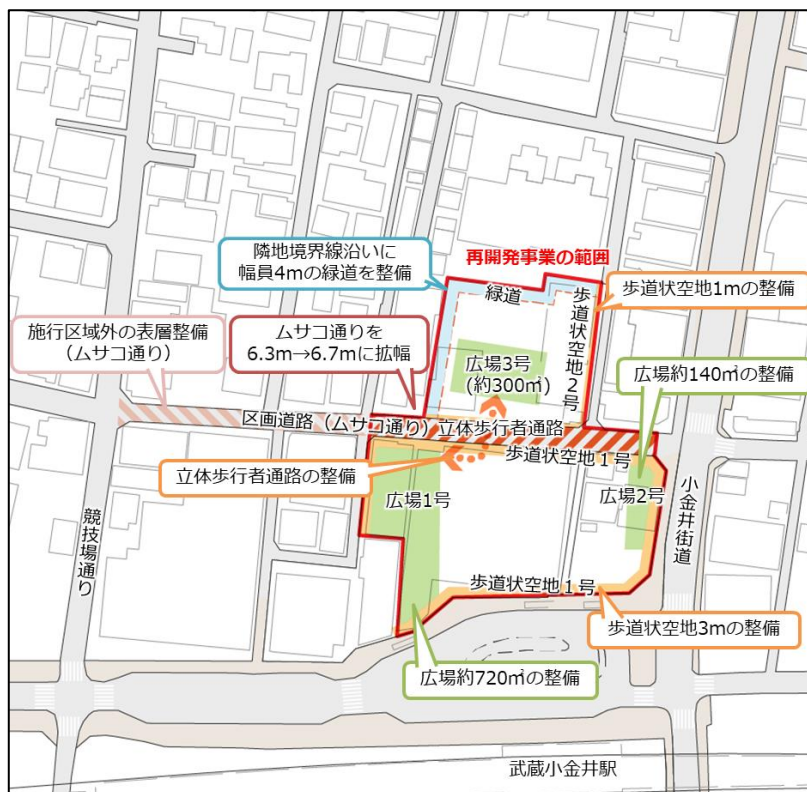 隣地境界線沿いに
幅員4mの緑道を整備
再開発事業の範囲
緑道
歩道状空地2号
歩道状空地1mの整備
施行区域外の表層整備
（ムサコ通り）
ムサコ通りを
6.3m→6.7mに拡幅
広場3号
(約300㎡)
広場約140㎡の整備
区画道路（ムサコ通り）立体歩行者通路
歩道状空地1号
立体歩行者通路の整備
広場1号
広場2号
小金井街道
競技場通り
歩道状空地1号
歩道状空地3mの整備
広場約720㎡の整備
武蔵小金井駅